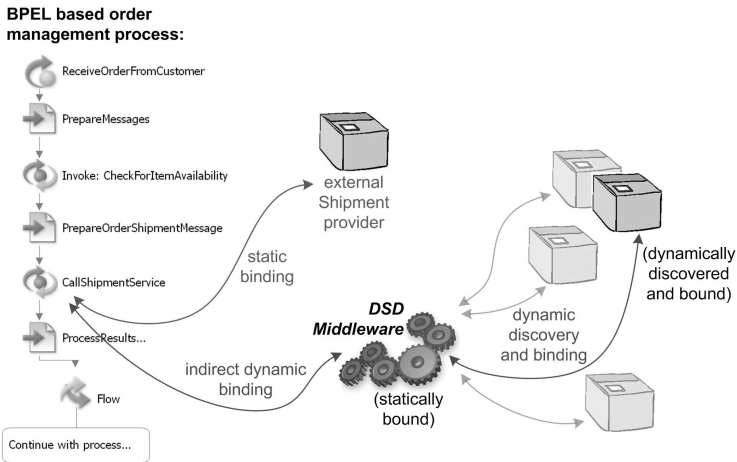 BPEL based order
management process:
ReceiveOrderFromCustomer
PrepareMessages
Invoke: CheckForItemAvailability
PrepareOrderShipmentMessage
CallShipmentService
ProcessResults...
Flow
Continue with process...
external
Shipment
provider
static
binding
indirect dynamic
binding
DSD
Middleware
(statically
bound)
dynamic
discovery
and binding
(dynamically
discovered
and bound)